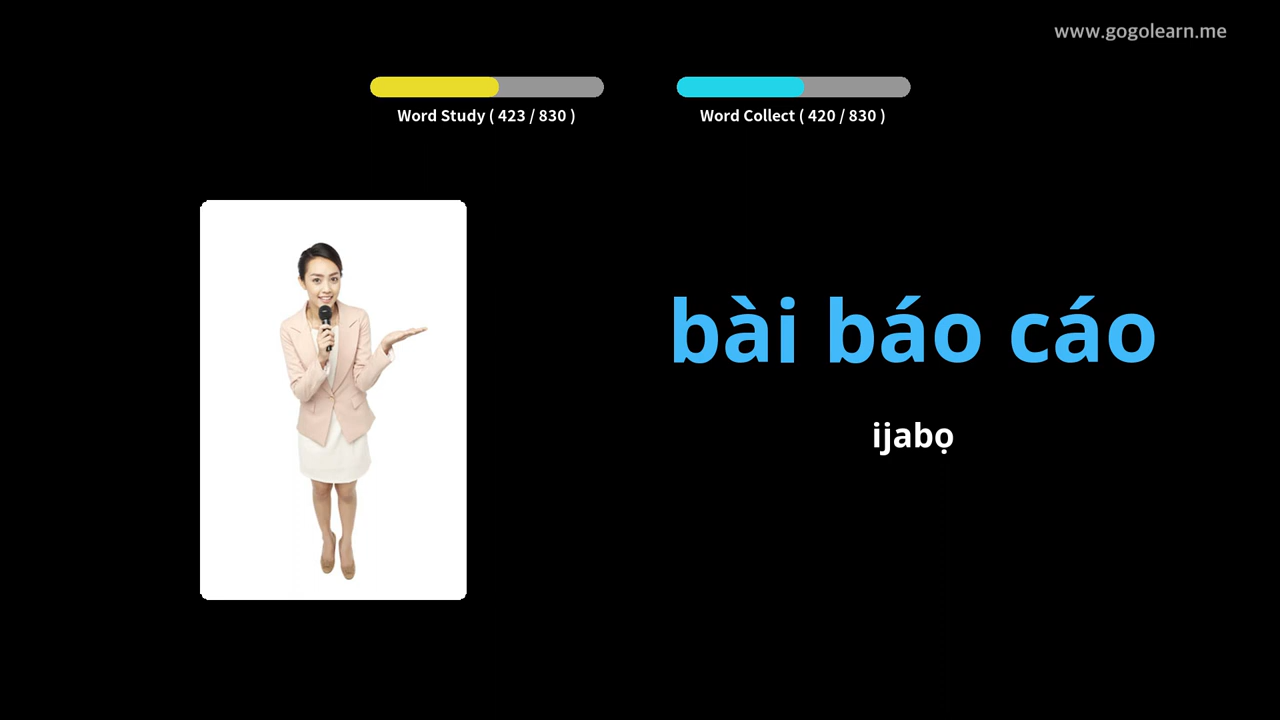 www.gogolearn.me
Word Study ( 423 / 830 )
Word Collect ( 420 / 830 )
bài báo cáo
ijabọ